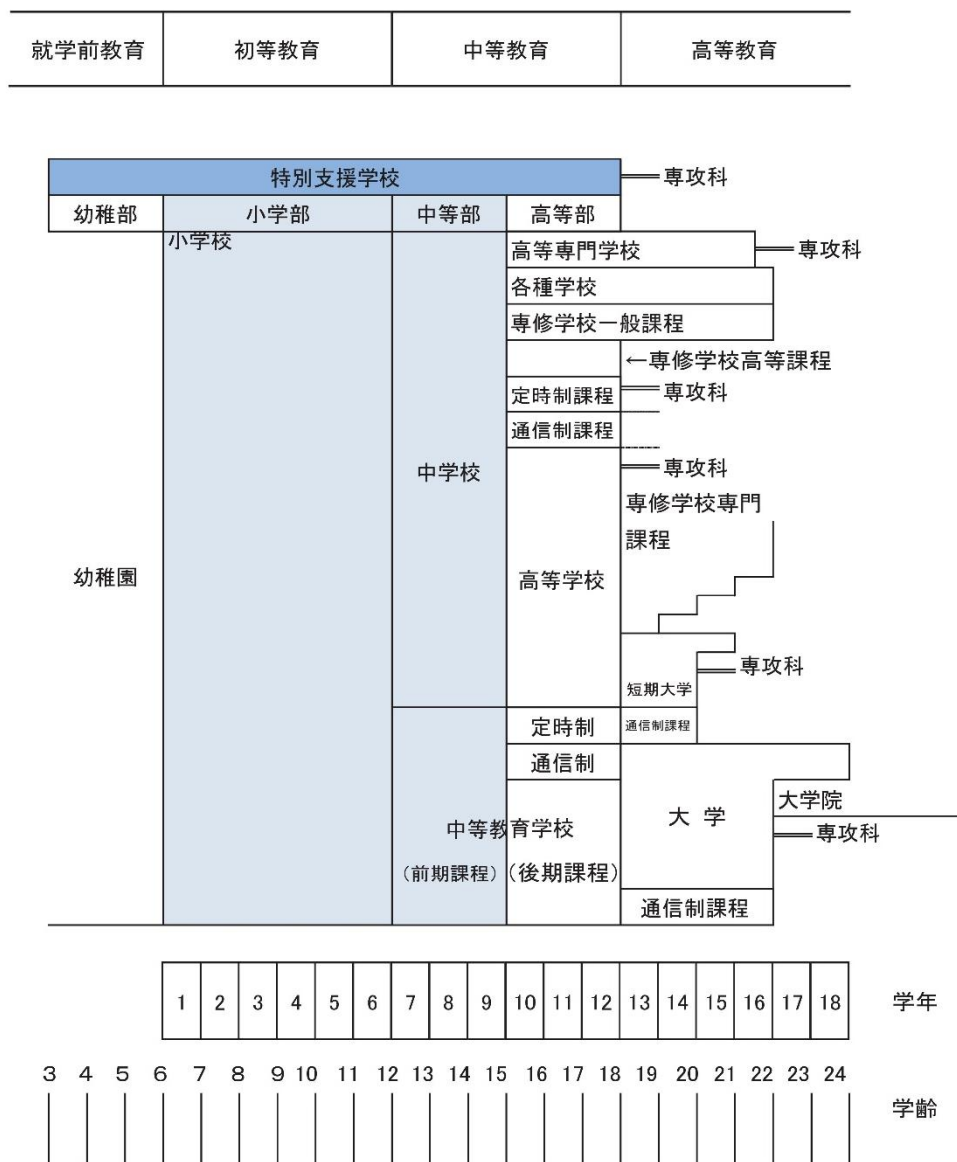 就学前教育 初等教育 中等教育 高等教育
特別支援学校 専攻科
幼稚部 小学部 中等部 高等部
小学校
高等専門学校 専攻科
各種学校
専修学校一般課程
←専修学校高等課程
定時制課程 専攻科
通信制課程
中学校 専攻科
専修学校専門
課程
幼稚園 高等学校
専攻科
短期大学
定時制 通信制課程
通信制
大学院
大 学
中等教育学校 専攻科
（前期課程）（後期課程）
通信制課程
1 2 3 4 5 6 7 8 9 10 11 12 13 14 15 16 17 18 学年
3 4 5 6 7 8 9 10 11 12 13 14 15 16 17 18 19 20 21 22 23 24
学齢